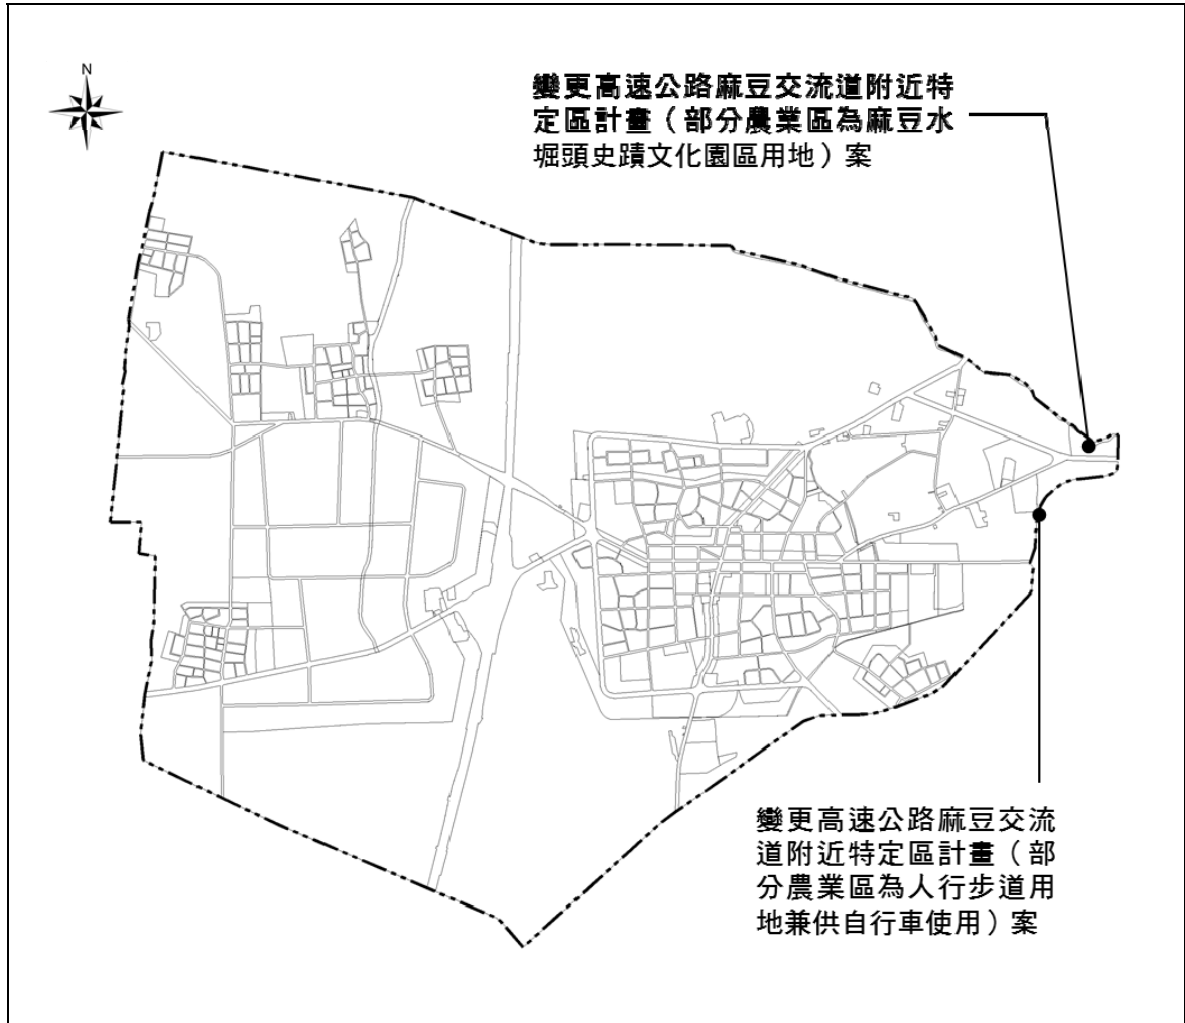 N
變更高速公路麻豆交流道附近特
定區計畫（部分農業區為麻豆水
堀頭史蹟文化園區用地）案
變更高速公路麻豆交流
道附近特定區計畫（部
分農業區為人行步道用
地兼供自行車使用）案